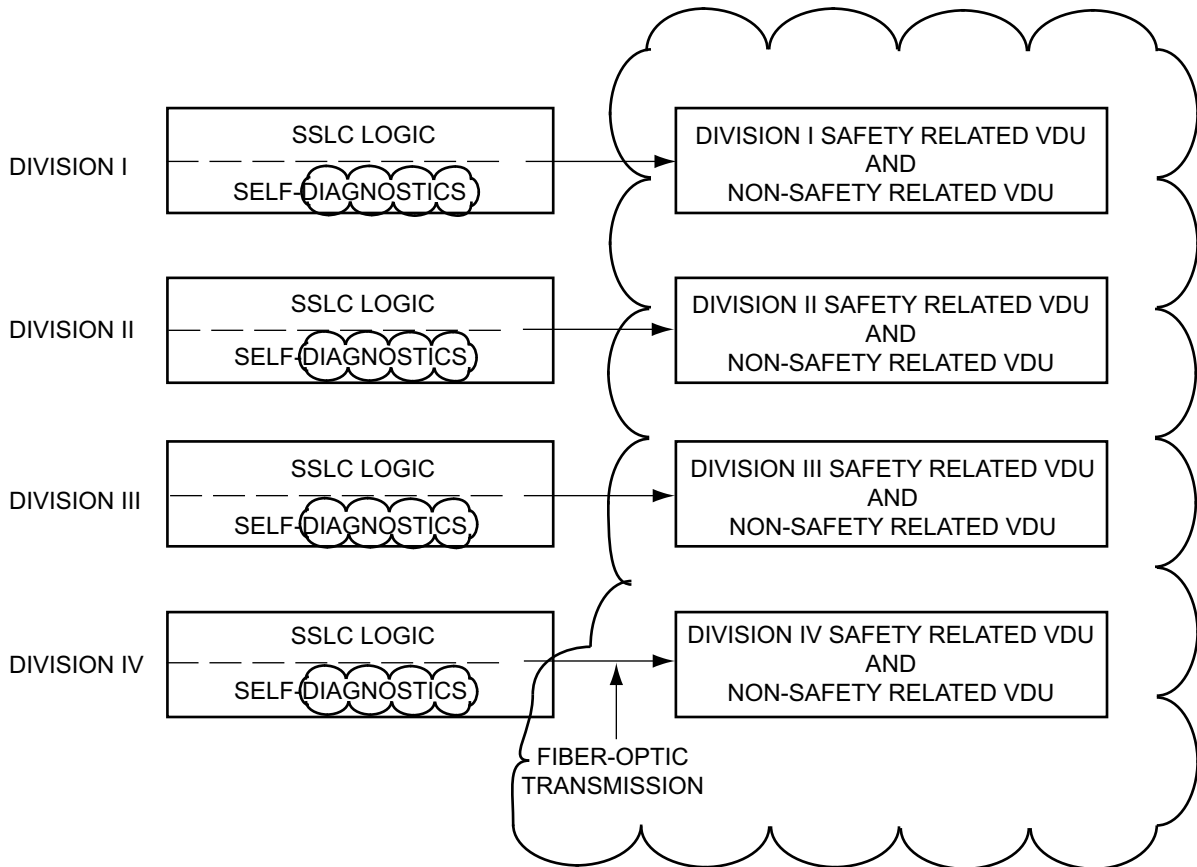 DIVISION I
SSLC LOGIC
SELF-DIAGNOSTICS
DIVISION I SAFETY RELATED VDU
AND
NON-SAFETY RELATED VDU
DIVISION II
SSLC LOGIC
SELF-DIAGNOSTICS
DIVISION II SAFETY RELATED VDU
AND
NON-SAFETY RELATED VDU
DIVISION III
SSLC LOGIC
SELF-DIAGNOSTICS
DIVISION III SAFETY RELATED VDU
AND
NON-SAFETY RELATED VDU
DIVISION IV
SSLC LOGIC
SELF-DIAGNOSTICS
DIVISION IV SAFETY RELATED VDU
AND
NON-SAFETY RELATED VDU
FIBER-OPTIC
TRANSMISSION